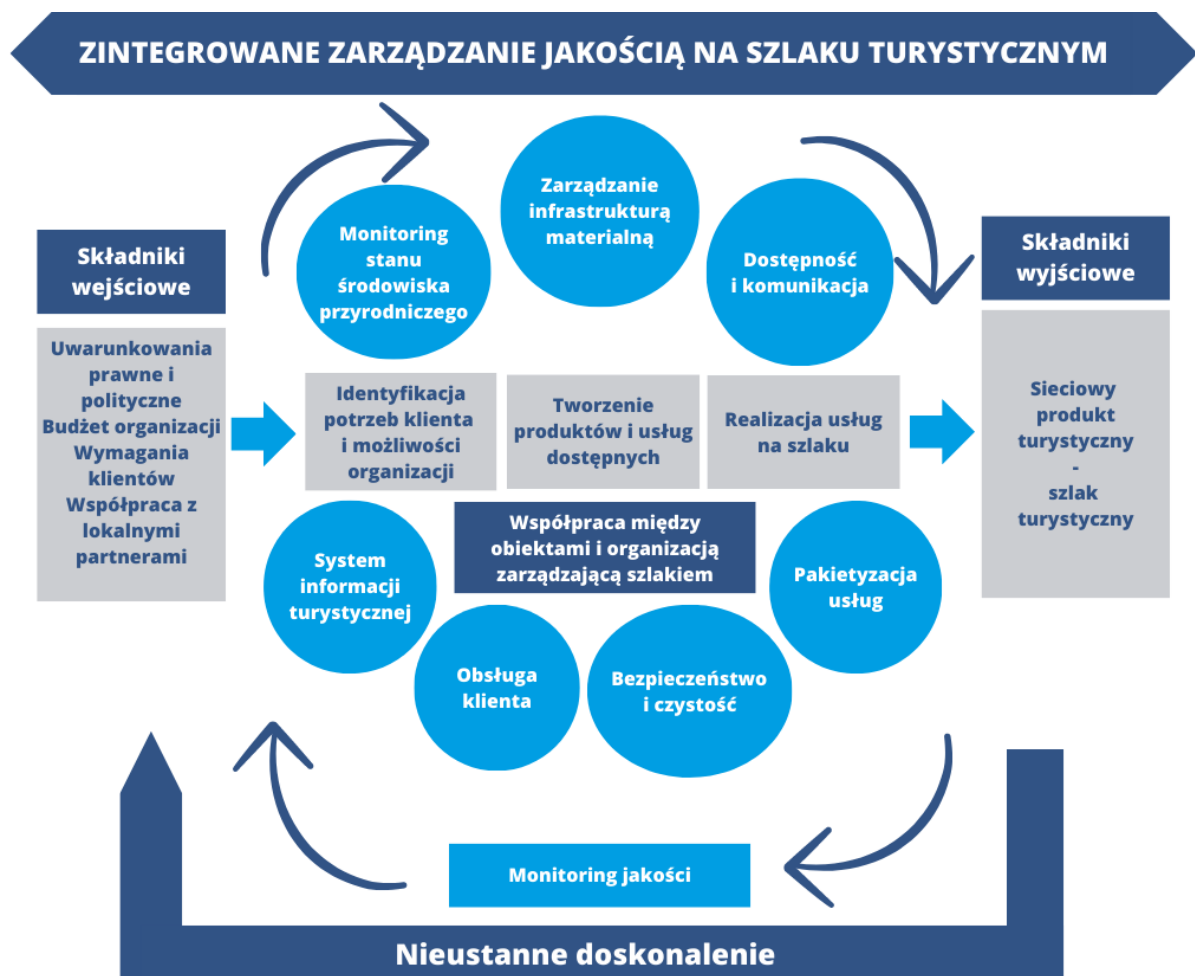 ZINTEGROWANE ZARZĄDZANIE JAKOŚCIĄ NA SZLAKU TURYSTYCZNYM
Składniki
wejściowe
Uwarunkowania
prawne i
polityczne
Budżet organizacji
Wymagania
klientów
Współpraca z
lokalnymi
partnerami
Monitoring
stanu
środowiska
przyrodniczego
Zarządzanie
infrastrukturą
materialną
Dostępność
i komunikacja
Identyfikacja
potrzeb klienta
i możliwości
organizacji
Tworzenie
produktów i usług
dostępnych
Realizacja usług
na szlaku
Współpraca między
obiektami i organizacją
zarządzającą szlakiem
System
informacji
turystycznej
Obsługa
klienta
Bezpieczeństwo
i czystość
Pakietyzacja
usług
Składniki
wyjściowe
Sieciowy
produkt
turystyczny
-
szlak
turystyczny
Monitoring jakości
Nieustanne doskonalenie